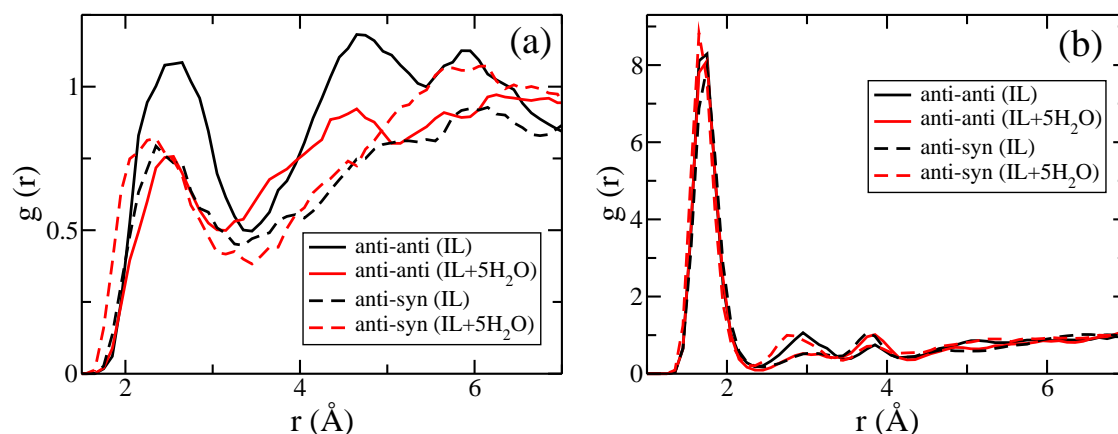 (a)
1
0.5
0
g (r)
2
4
6
r (Å)
anti-anti (IL)
anti-anti (IL+5H₂O)
anti-syn (IL)
anti-syn (IL+5H₂O)
(b)
8
6
4
2
0
g (r)
2
4
6
r (Å)
anti-anti (IL)
anti-anti (IL+5H₂O)
anti-syn (IL)
anti-syn (IL+5H₂O)